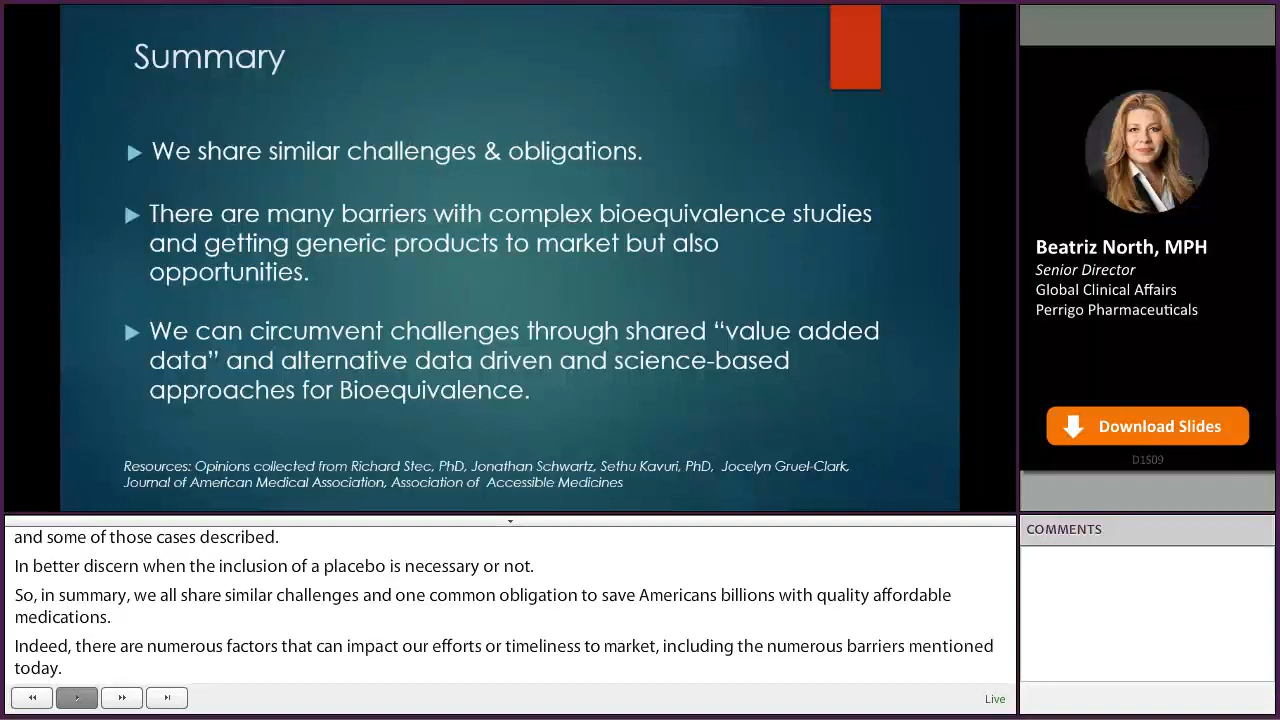 Summary
We share similar challenges & obligations.
There are many barriers with complex bioequivalence studies
and getting generic products to market but also
opportunities.
We can circumvent challenges through shared “value added
data” and alternative data driven and science-based
approaches for Bioequivalence.
Resources: Opinions collected from Richard Stec, PhD, Jonathan Schwartz, Sethu Kavuri, PhD, Jocelyn Gruel-Clark,
Journal of American Medical Association, Association of Accessible Medicines
Beatriz North, MPH
Senior Director
Global Clinical Affairs
Perrigo Pharmaceuticals
Download Slides
D1S09
and some of those cases described.
In better discern when the inclusion of a placebo is necessary or not.
So, in summary, we all share similar challenges and one common obligation to save Americans billions with quality affordable
medications.
Indeed, there are numerous factors that can impact our efforts or timeliness to market, including the numerous barriers mentioned
today.
Live
COMMENTS